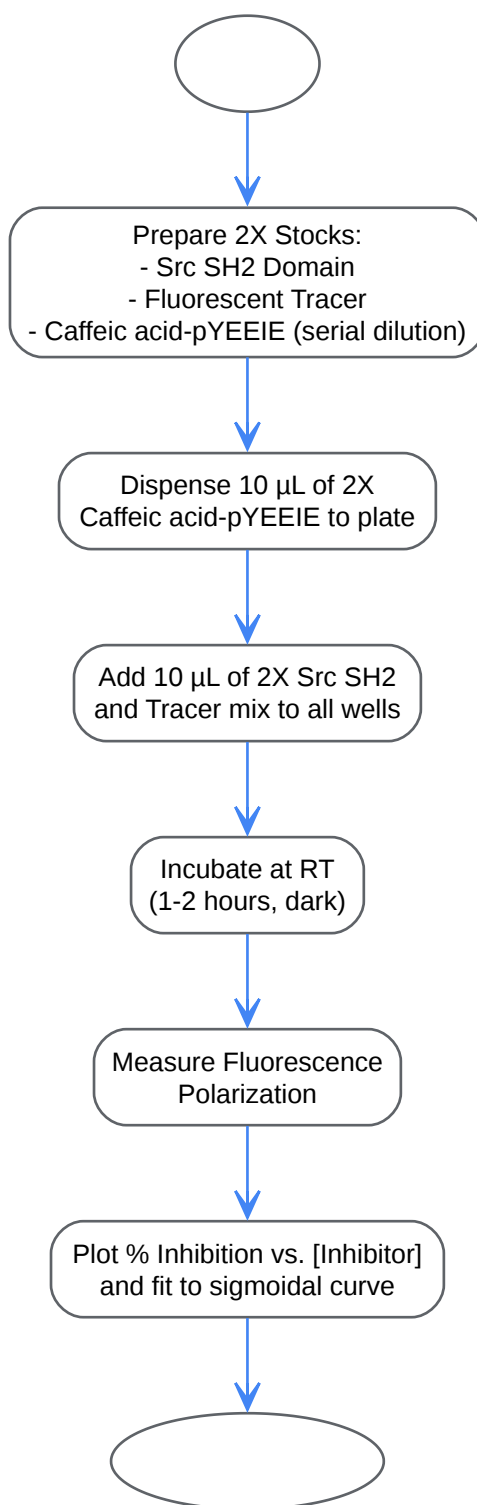 Prepare 2X Stocks:
- Src SH2 Domain
- Fluorescent Tracer
- Caffeic acid-pYEEIE (serial dilution)
Dispense 10 µL of 2X
Caffeic acid-pYEEIE to plate
Add 10 µL of 2X Src SH2
and Tracer mix to all wells
Incubate at RT
(1-2 hours, dark)
Measure Fluorescence
Polarization
Plot % Inhibition vs. [Inhibitor]
and fit to sigmoidal curve